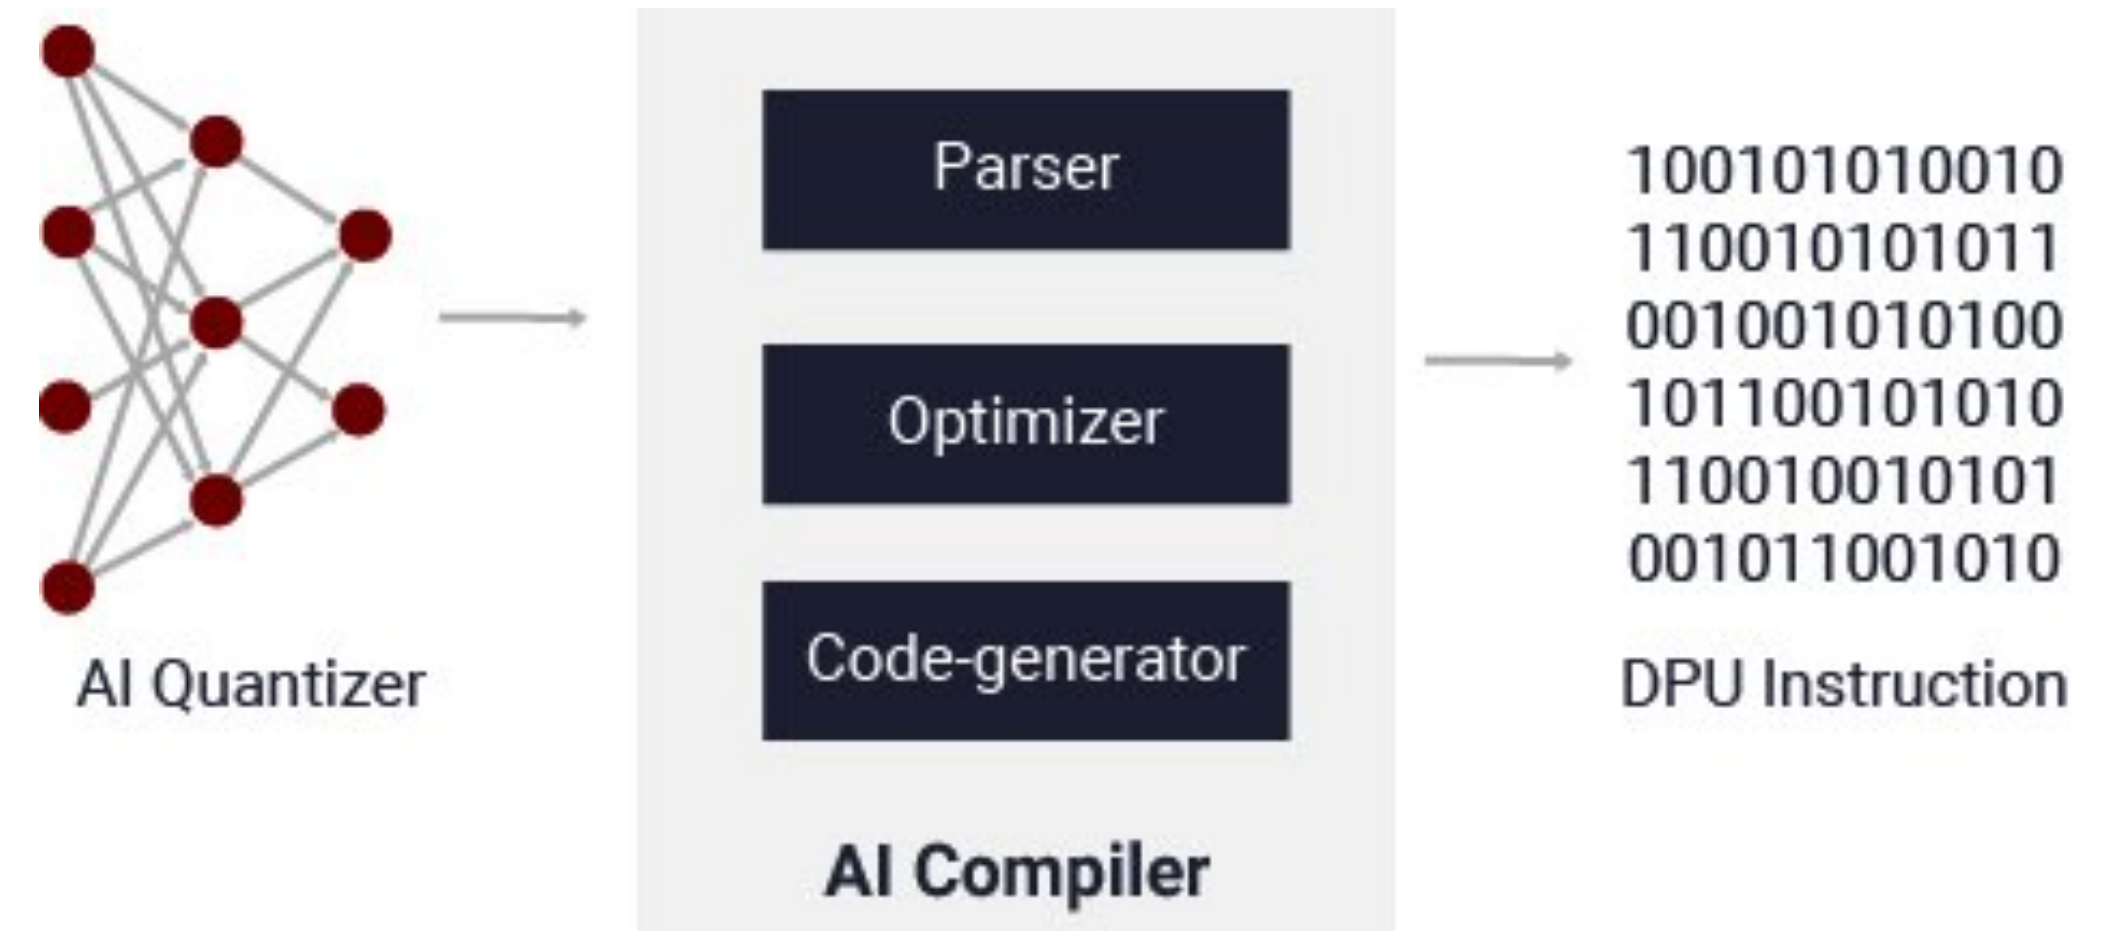 AI Quantizer
Parser
Optimizer
Code-generator
AI Compiler
100101010010
110010101011
001001010100
101100101010
110010010101
001011001010
DPU Instruction